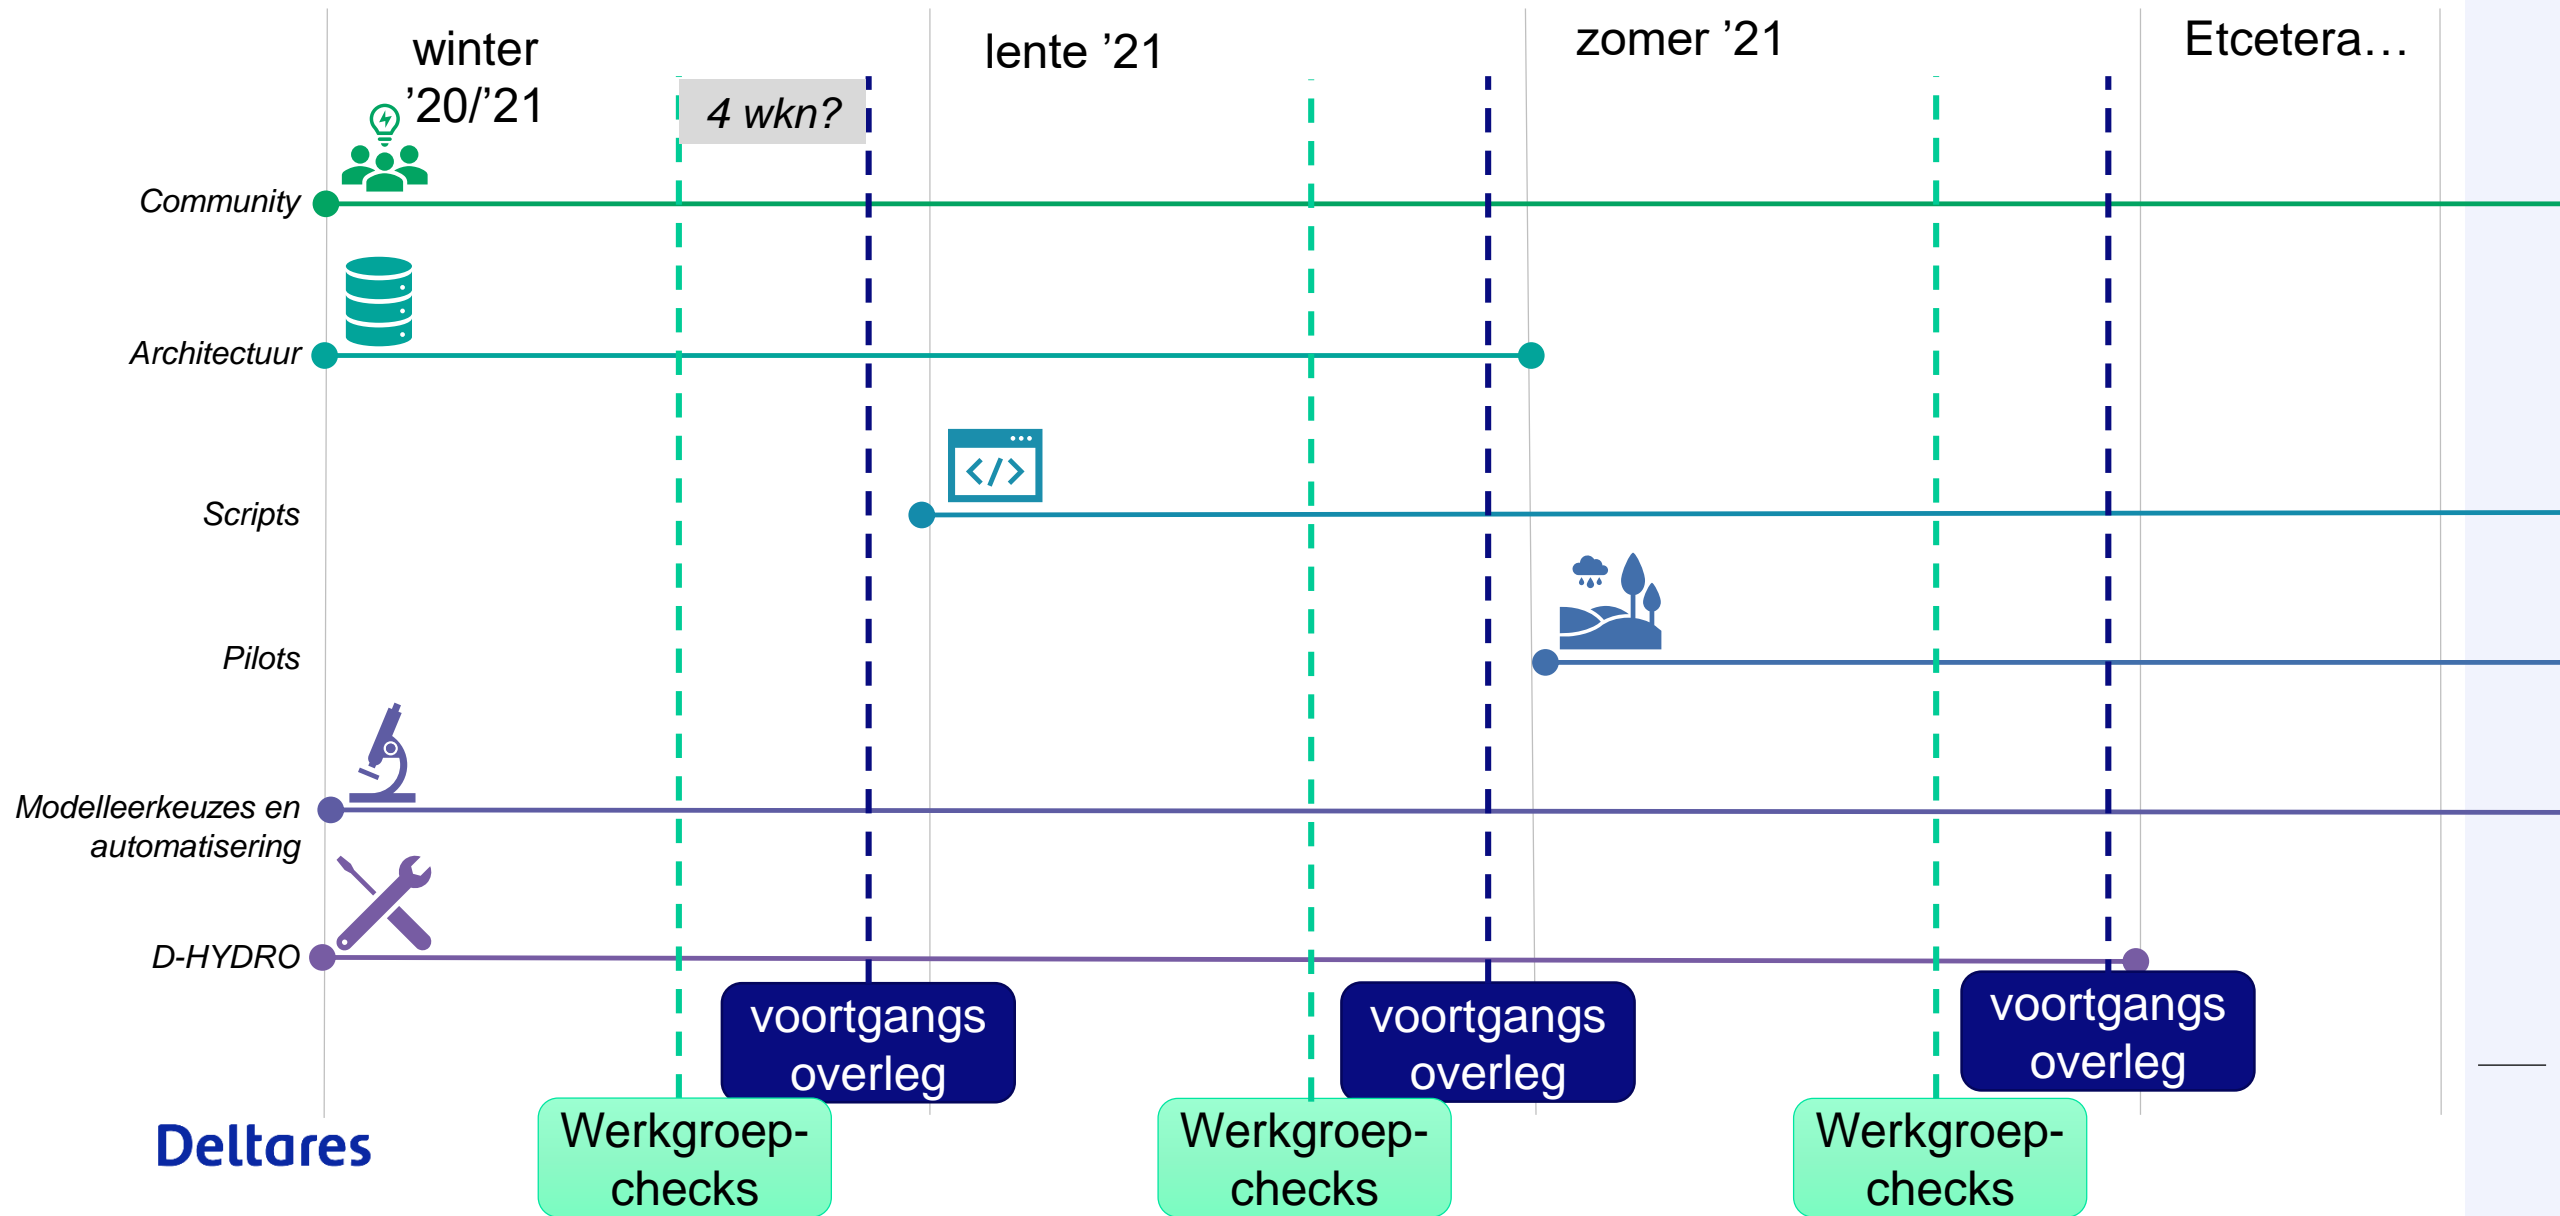 winter
’20/’21
lente ’21
zomer ’21
Etcetera…
4 wkn?
Community
Architectuur
Scripts
</>
Pilots
Modelleerkeuzes en
automatisering
D-HYDRO
voortgangs
overleg
voortgangs
overleg
voortgangs
overleg
Werkgroep-
checks
Werkgroep-
checks
Werkgroep-
checks
Deltares